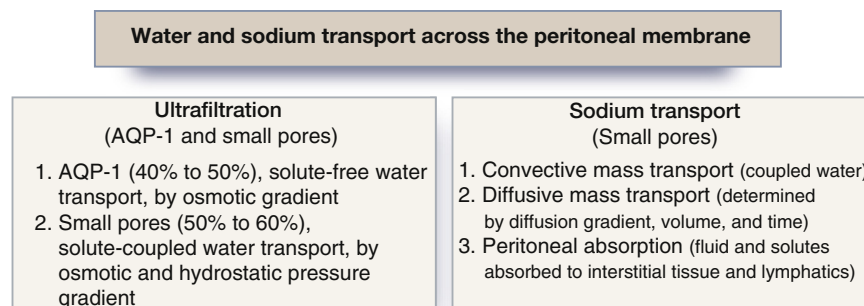 Water and sodium transport across the peritoneal membrane
Ultrafiltration
(AQP-1 and small pores)
1. AQP-1 (40% to 50%), solute-free water
transport, by osmotic gradient
2. Small pores (50% to 60%),
solute-coupled water transport, by
osmotic and hydrostatic pressure
gradient
Sodium transport
(Small pores)
1. Convective mass transport (coupled water)
2. Diffusive mass transport (determined
by diffusion gradient, volume, and time)
3. Peritoneal absorption (fluid and solutes
absorbed to interstitial tissue and lymphatics)